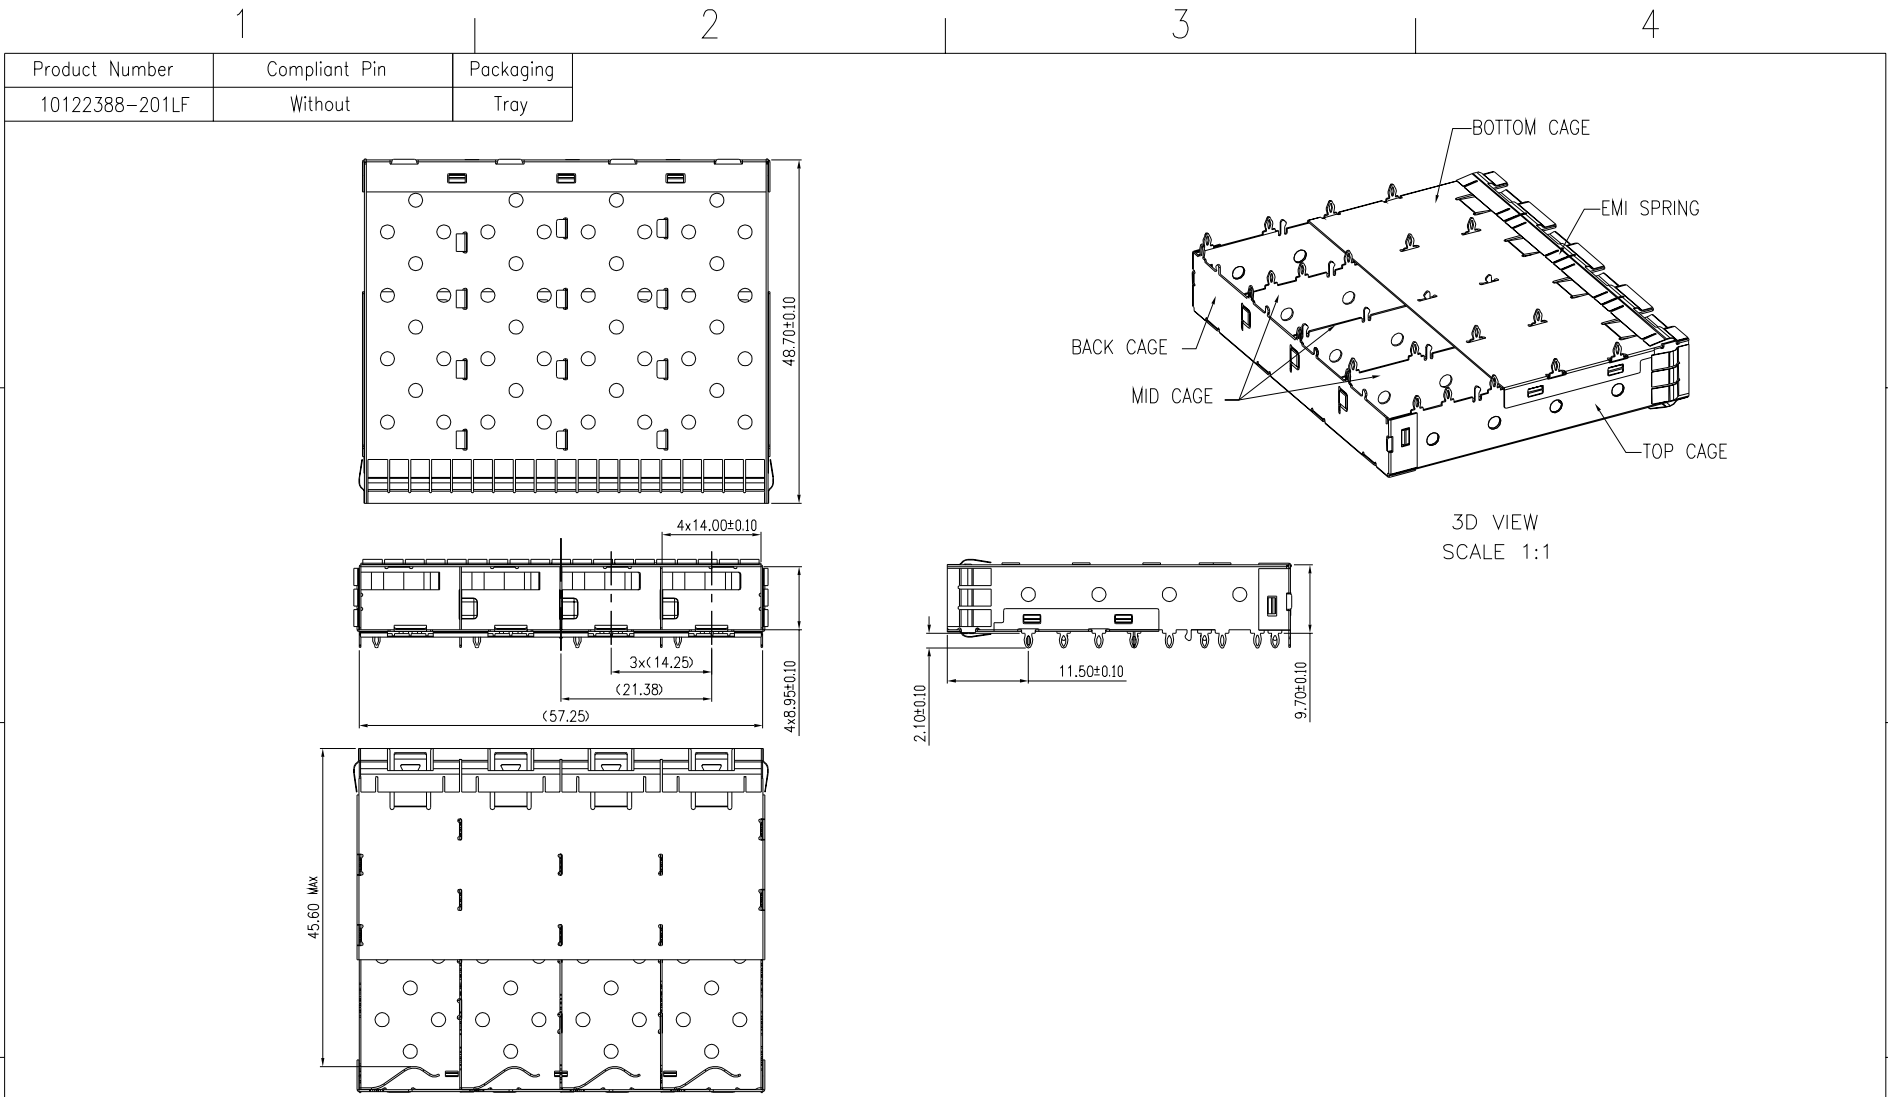 1
2
3
4
Product Number Compliant Pin Packaging
10122388-201LF Without Tray
BOTTOM CAGE
EMI SPRING
BACK CAGE
MID CAGE
TOP CAGE
3D VIEW
SCALE 1:1
48.70±0.10
4x14.00±0.10
3x(14.25)
(21.38)
(57.25)
4x8.95±0.10
11.50±0.10
2.10±0.10
9.70±0.10
45.60 MAX